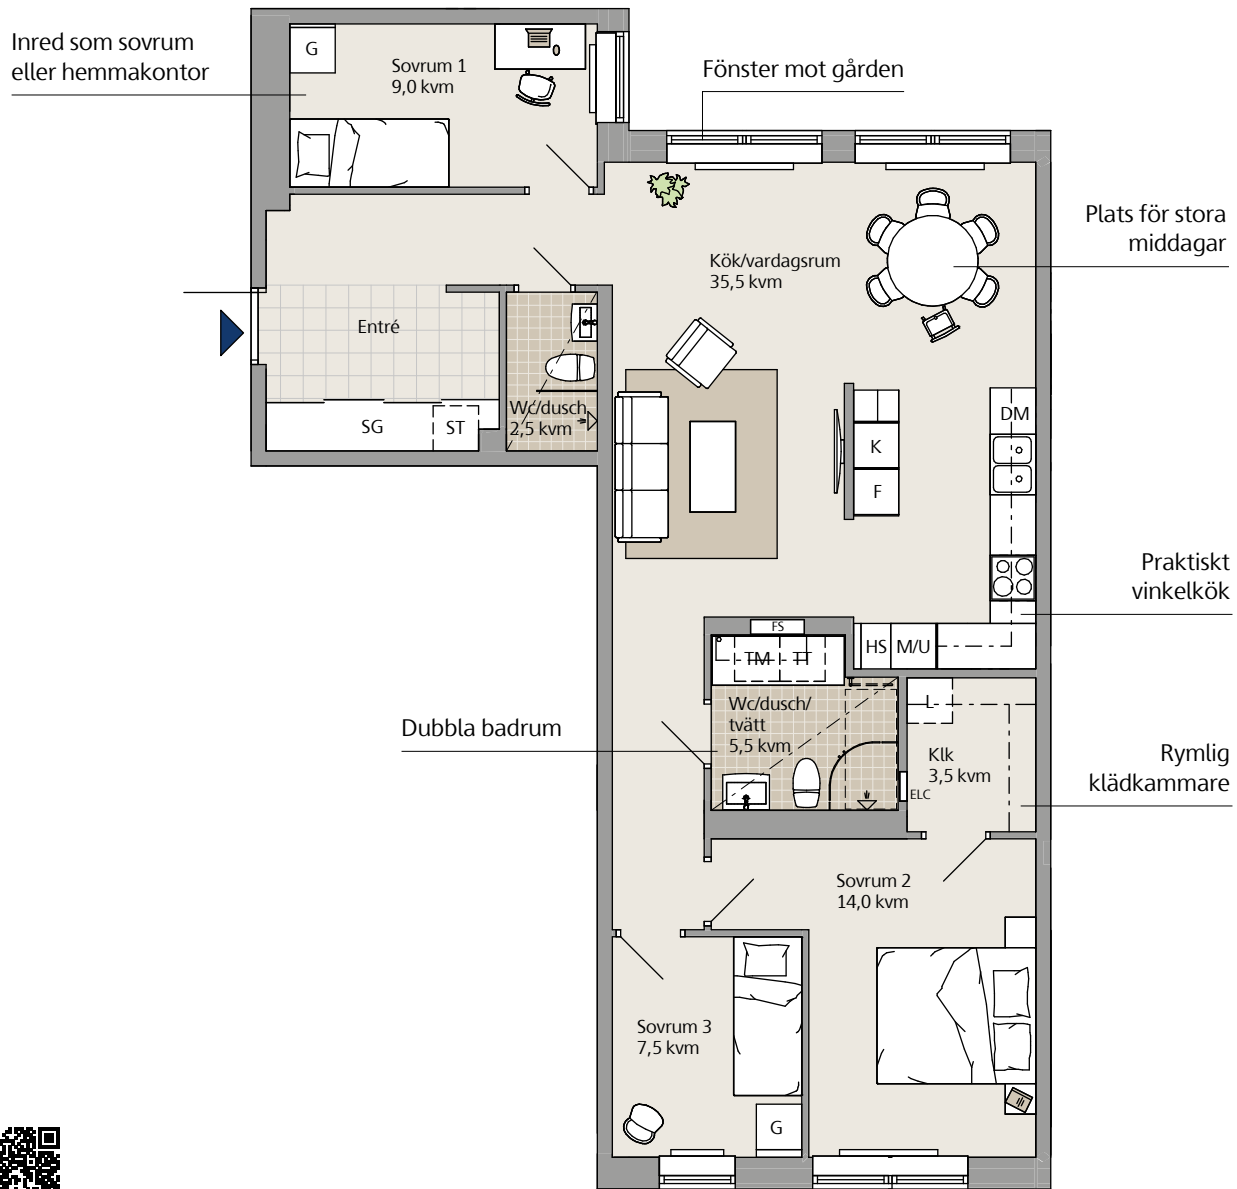 Inred som sovrum
eller hemmakontor
G
Sovrum 1
9,0 kvm
Fönster mot gården
Plats för stora
middagar
Kök/vardagsrum
35,5 kvm
Entré
Wc/dusch
2,5 kvm
SG
ST
DM
K
F
Praktiskt
vinkelkök
FS
HS
M/U
TM
TT
Wc/dusch/
tvätt
5,5 kvm
L
Klk
3,5 kvm
ELC
Dubbla badrum
Rymlig
klädkammare
Sovrum 2
14,0 kvm
Sovrum 3
7,5 kvm
G